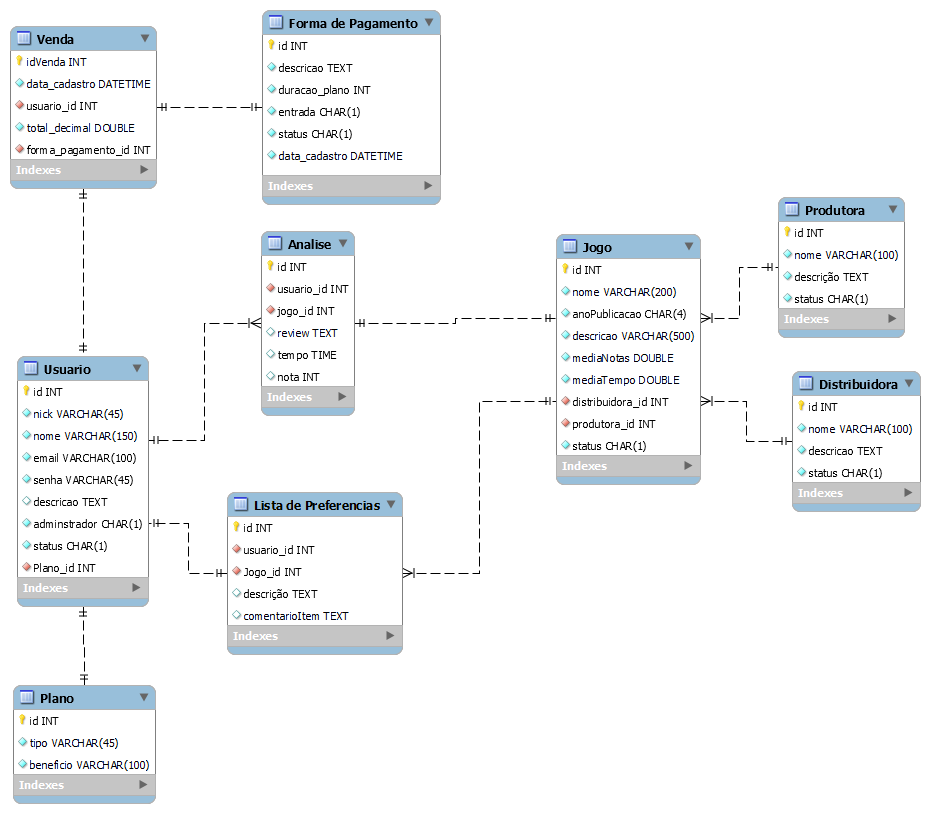 Venda
idVenda INT
data_cadastro DATETIME
usuario_id INT
total_decimal DOUBLE
forma_pagamento_id INT
Indexes
Forma de Pagamento
id INT
descricao TEXT
duracao_plano INT
entrada CHAR(1)
status CHAR(1)
data_cadastro DATETIME
Indexes
Analise
id INT
usuario_id INT
jogo_id INT
review TEXT
tempo TIME
nota INT
Indexes
Jogo
id INT
nome VARCHAR(200)
anoPublicacao CHAR(4)
descricao VARCHAR(500)
mediaNotas DOUBLE
mediaTempo DOUBLE
distribuidora_id INT
produtora_id INT
status CHAR(1)
Indexes
Produtora
id INT
nome VARCHAR(100)
descrição TEXT
status CHAR(1)
Indexes
Distribuidora
id INT
nome VARCHAR(100)
descricao TEXT
status CHAR(1)
Indexes
Usuario
id INT
nick VARCHAR(45)
nome VARCHAR(150)
email VARCHAR(100)
senha VARCHAR(45)
descricao TEXT
adminstrador CHAR(1)
status CHAR(1)
Plano_id INT
Indexes
Lista de Preferencias
id INT
usuario_id INT
Jogo_id INT
descrição TEXT
comentarioItem TEXT
Indexes
Plano
id INT
tipo VARCHAR(45)
beneficio VARCHAR(100)
Indexes